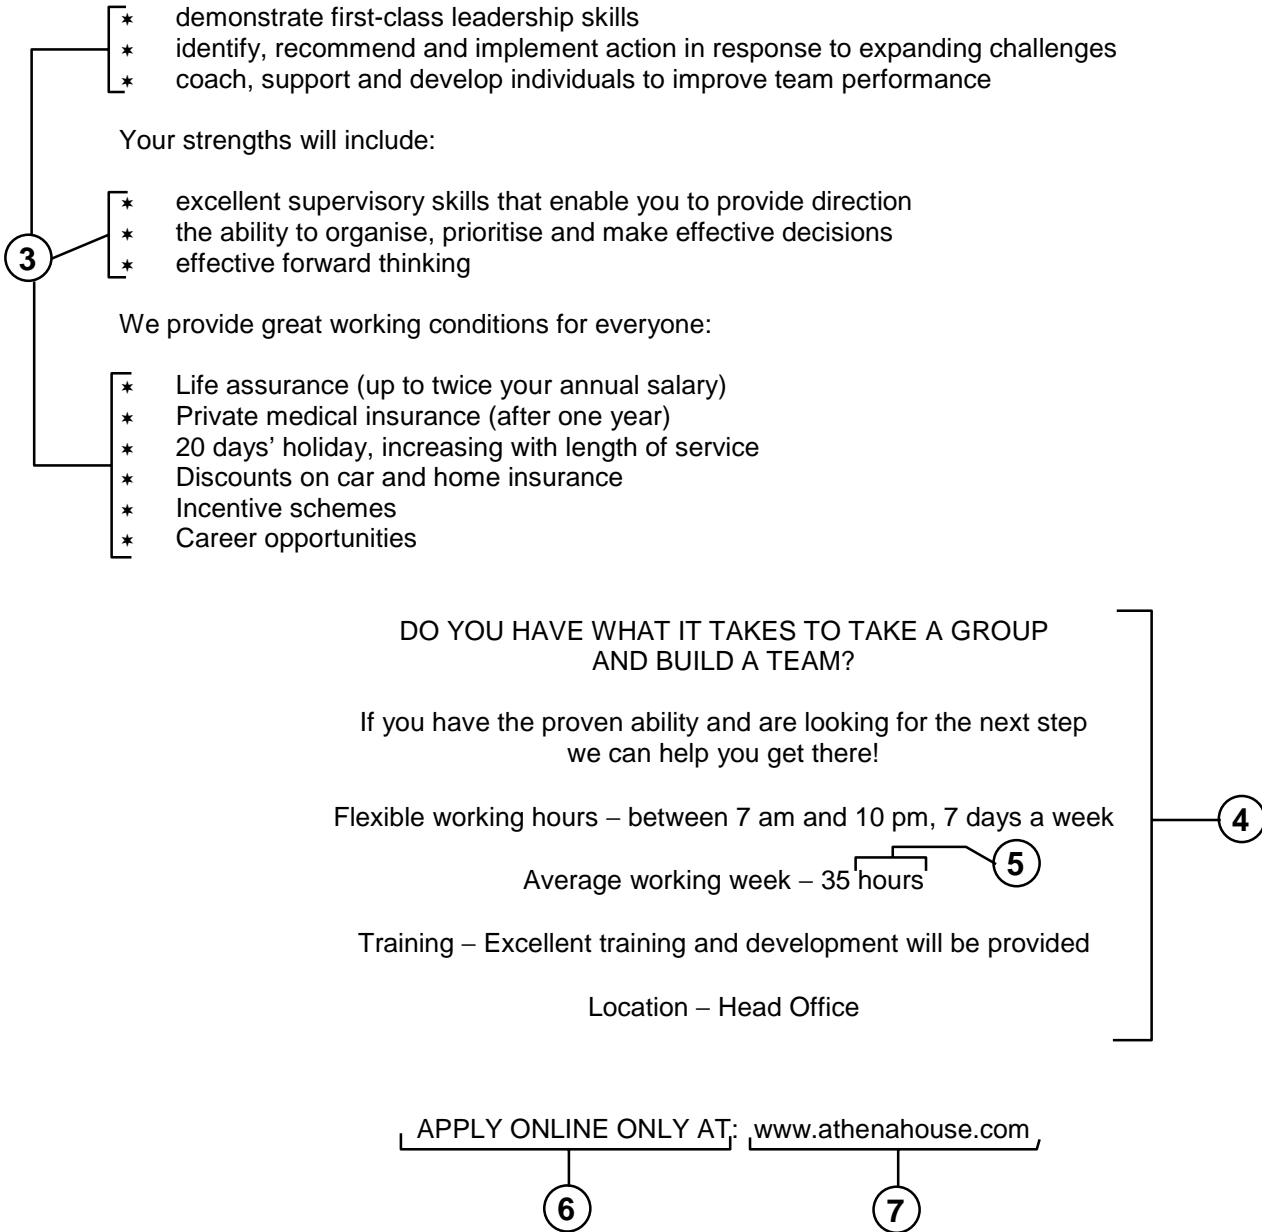 ✶ demonstrate first-class leadership skills
✶ identify, recommend and implement action in response to expanding challenges
✶ coach, support and develop individuals to improve team performance
Your strengths will include:
✶ excellent supervisory skills that enable you to provide direction
✶ the ability to organise, prioritise and make effective decisions
3
✶ effective forward thinking
We provide great working conditions for everyone:
✶ Life assurance (up to twice your annual salary)
✶ Private medical insurance (after one year)
✶ 20 days’ holiday, increasing with length of service
✶ Discounts on car and home insurance
✶ Incentive schemes
✶ Career opportunities
DO YOU HAVE WHAT IT TAKES TO TAKE A GROUP
AND BUILD A TEAM?
If you have the proven ability and are looking for the next step
we can help you get there!
Flexible working hours – between 7 am and 10 pm, 7 days a week
4
5
Average working week – 35 hours
Training – Excellent training and development will be provided
Location – Head Office
APPLY ONLINE ONLY AT: www.athenahouse.com
6
7